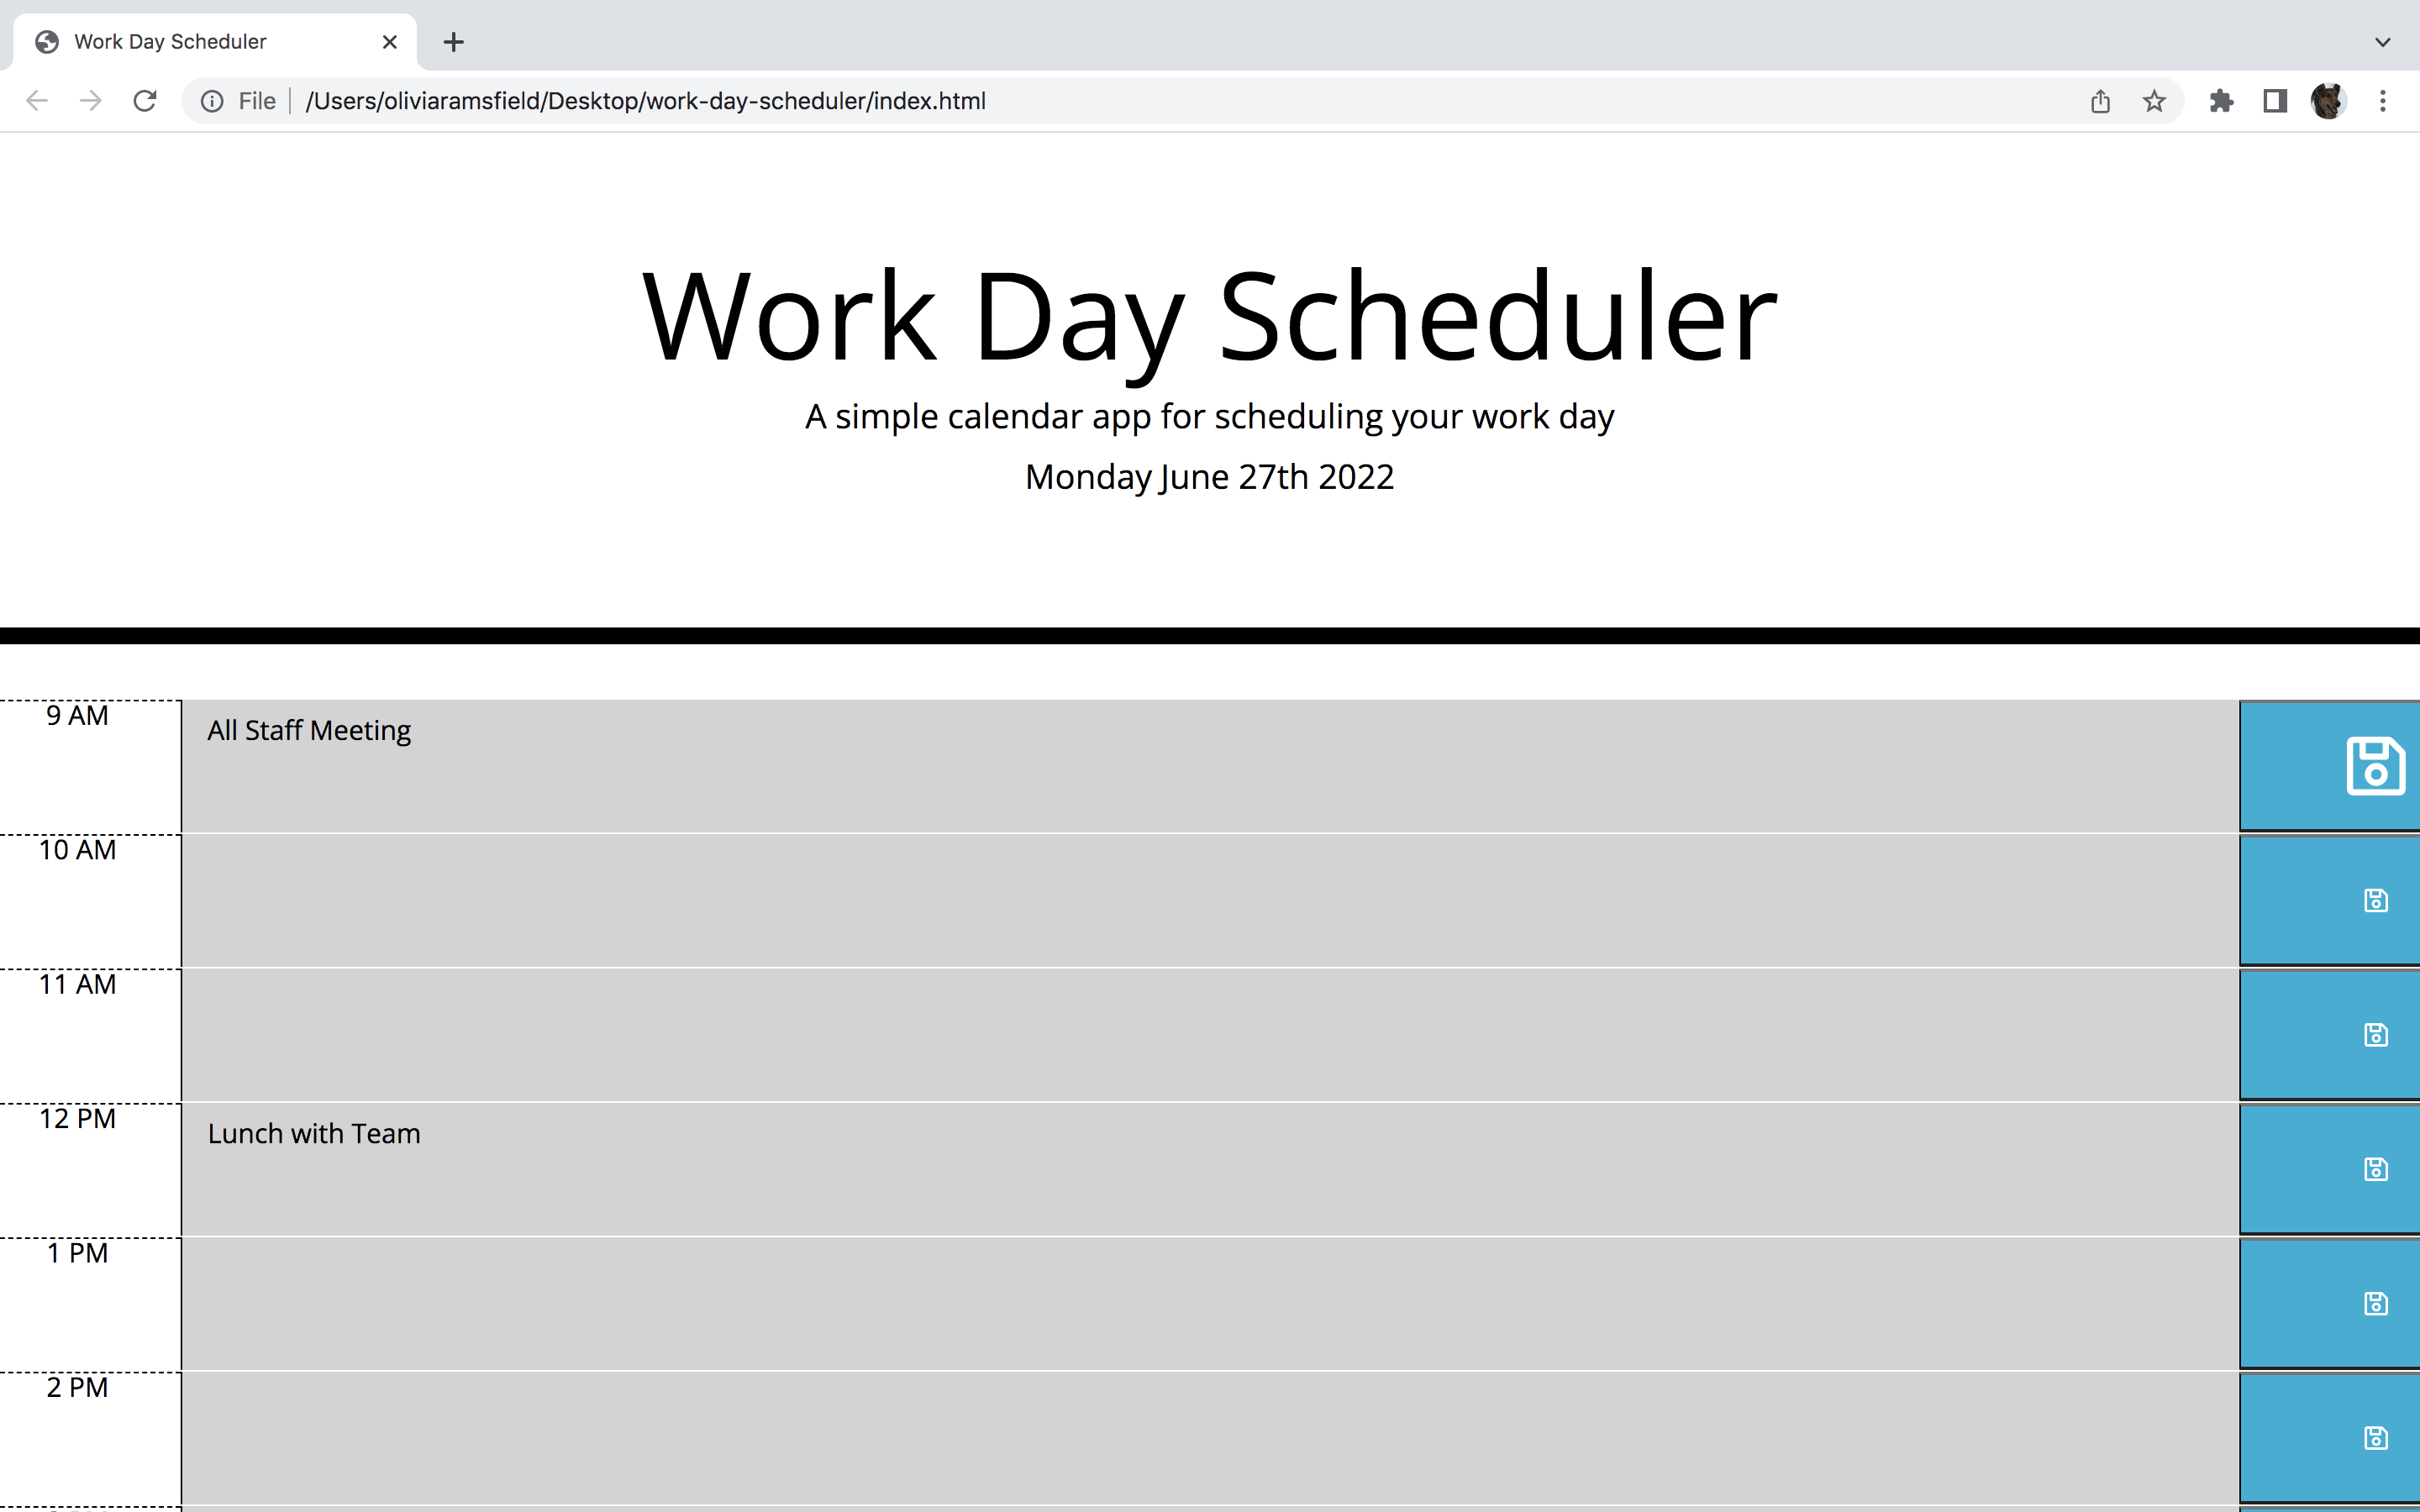 Work Day Scheduler
File /Users/oliviaramsfield/Desktop/work-day-scheduler/index.html
Work Day Scheduler
A simple calendar app for scheduling your work day
Monday June 27th 2022
9 AM All Staff Meeting
10 AM
11 AM
12 PM Lunch with Team
1 PM
2 PM